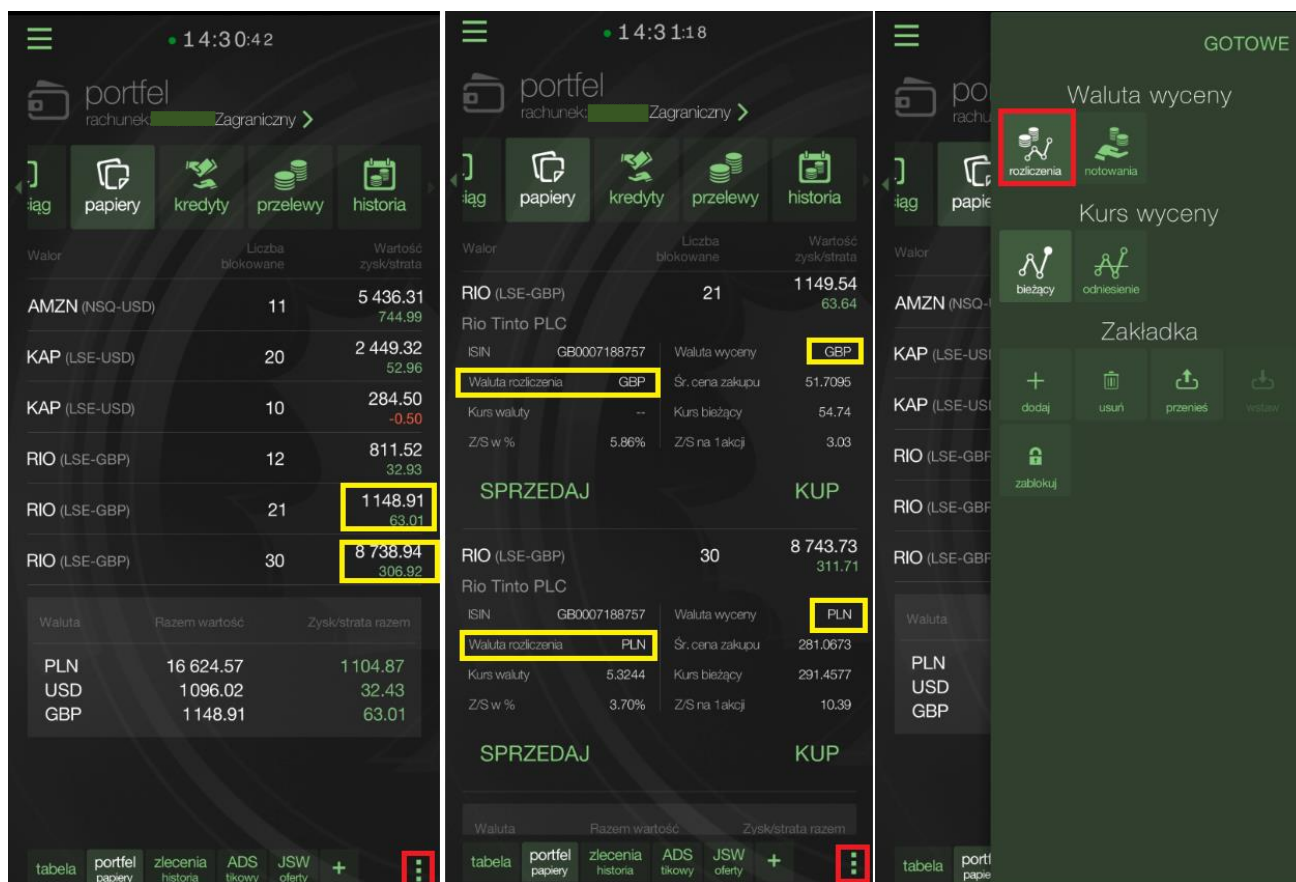 14:30:42
portfel
rachunek: Zagraniczny >
iąg papiery kredyty przelewy historia
Walor Liczba Wartość
blokowane zysk/strata
AMZN (NSQ-USD) 11 5 436.31
744.99
KAP (LSE-USD) 20 2 449.32
52.96
KAP (LSE-USD) 10 284.50
-0.50
RIO (LSE-GBP) 12 811.52
32.93
RIO (LSE-GBP) 21 1148.91
63.01
RIO (LSE-GBP) 30 8 738.94
306.92
Waluta Razem wartość Zysk/strata razem
PLN 16 624.57 1104.87
USD 1096.02 32.43
GBP 1148.91 63.01
tabela portfel zlecenia ADS JSW +
papiery historia tikowy oferty
14:31:18
portfel
rachunek: Zagraniczny >
iąg papiery kredyty przelewy historia
Walor Liczba Wartość
blokowane zysk/strata
RIO (LSE-GBP) 21 1149.54
63.64
Rio Tinto PLC
ISIN GB0007188757 Waluta wyceny GBP
Waluta rozliczenia GBP Śr. cena zakupu 51.7095
Kurs waluty -- Kurs bieżący 54.74
Z/S w % 5.86% Z/S na 1 akcji 3.03
SPRZEDAJ KUP
RIO (LSE-GBP) 30 8 743.73
311.71
Rio Tinto PLC
ISIN GB0007188757 Waluta wyceny PLN
Waluta rozliczenia PLN Śr. cena zakupu 281.0673
Kurs waluty 5.3244 Kurs bieżący 291.4577
Z/S w % 3.70% Z/S na 1 akcji 10.39
SPRZEDAJ KUP
Waluta Razem wartość Zysk/strata razem
tabela portfel zlecenia ADS JSW +
papiery historia tikowy oferty
por
rachu
iąg papie
Walor
AMZN (NSQ-U
KAP (LSE-USI
KAP (LSE-USI
RIO (LSE-GBF
RIO (LSE-GBF
RIO (LSE-GBF
Waluta
PLN
USD
GBP
tabela portf
papie
GOTOWE
Waluta wyceny
rozliczenia notowania
Kurs wyceny
bieżący odniesienie
Zakładka
dodaj usuń przenieś wstaw
zablokuj